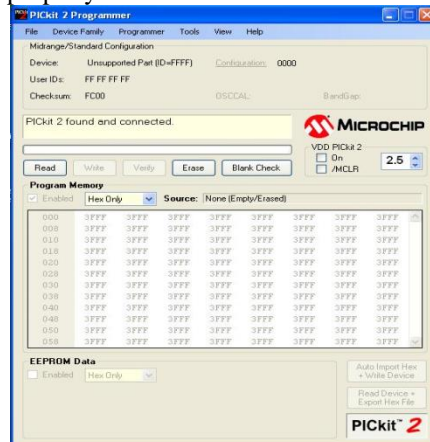 PICkit 2 Programmer
File Device Family Programmer Tools View Help
Midrange/Standard Configuration
Device: Unsupported Part (ID=FFFF) Configuration: 0000
User IDs: FF FF FF FF
Checksum: FC00 OSCCAL: BandGap:
PICkit 2 found and connected.
MICROCHIP
VDD PICkit 2
On
/MCLR
2.5
Read Write Verify Erase Blank Check
Program Memory
Enabled Hex Only Source: None (Empty/Erased)
000 3FFF 3FFF 3FFF 3FFF 3FFF 3FFF 3FFF 3FFF
008 3FFF 3FFF 3FFF 3FFF 3FFF 3FFF 3FFF 3FFF
010 3FFF 3FFF 3FFF 3FFF 3FFF 3FFF 3FFF 3FFF
018 3FFF 3FFF 3FFF 3FFF 3FFF 3FFF 3FFF 3FFF
020 3FFF 3FFF 3FFF 3FFF 3FFF 3FFF 3FFF 3FFF
028 3FFF 3FFF 3FFF 3FFF 3FFF 3FFF 3FFF 3FFF
030 3FFF 3FFF 3FFF 3FFF 3FFF 3FFF 3FFF 3FFF
038 3FFF 3FFF 3FFF 3FFF 3FFF 3FFF 3FFF 3FFF
040 3FFF 3FFF 3FFF 3FFF 3FFF 3FFF 3FFF 3FFF
048 3FFF 3FFF 3FFF 3FFF 3FFF 3FFF 3FFF 3FFF
050 3FFF 3FFF 3FFF 3FFF 3FFF 3FFF 3FFF 3FFF
058 3FFF 3FFF 3FFF 3FFF 3FFF 3FFF 3FFF 3FFF
EEPROM Data
Enabled Hex Only
Auto Import Hex
+ Write Device
Read Device +
Export Hex File
PICkit™ 2